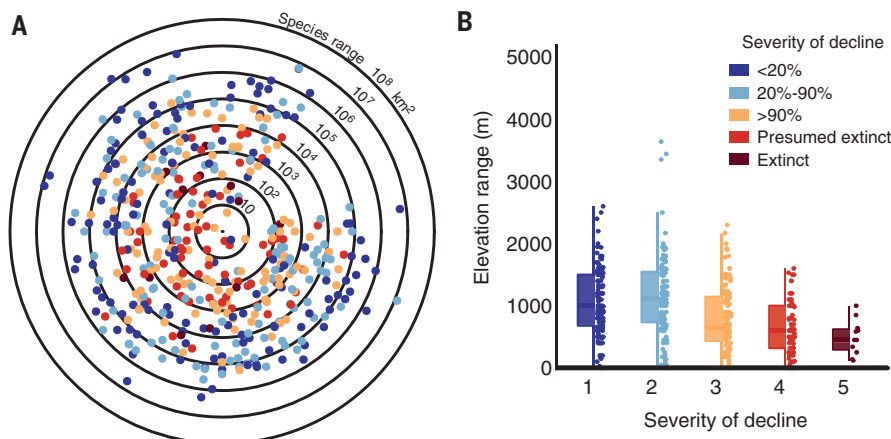 A
Species range 10⁸ km²
10⁷
10⁶
10⁵
10⁴
10³
10²
10
B
Severity of decline
<20%
20%-90%
>90%
Presumed extinct
Extinct
Elevation range (m)
5000
4000
3000
2000
1000
0
1 2 3 4 5
Severity of decline